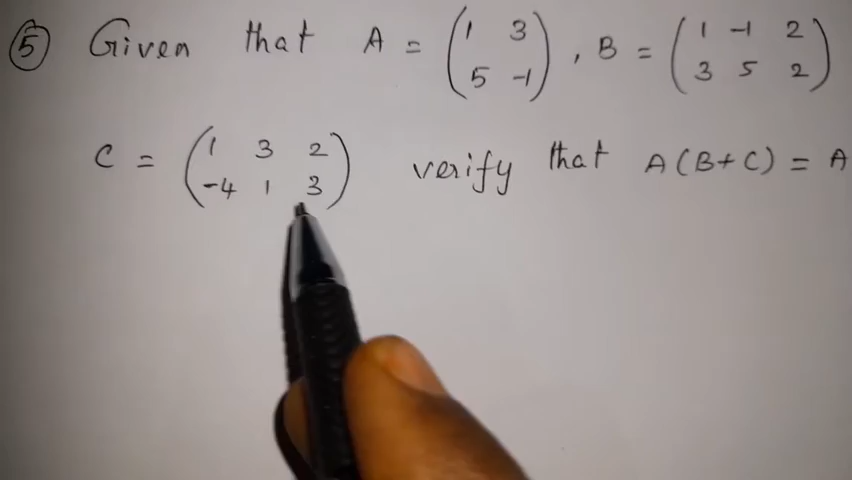 ⑤ Given that A = (1 3 5 -1), B = (1 -1 2 3 5 2)
C = (1 3 2 -4 1 3) verify that A(B+C) = A